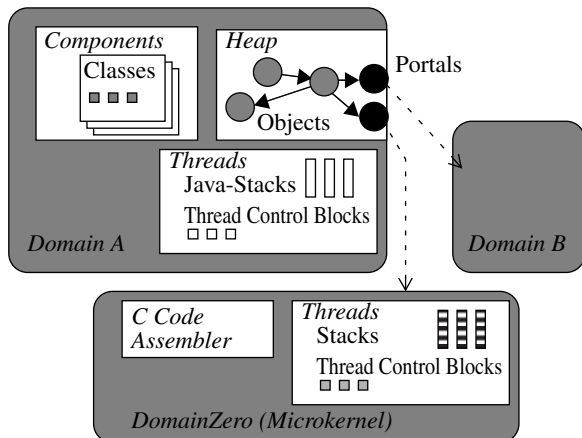 Components
Classes
Heap
Objects
Portals
Threads
Java-Stacks
Thread Control Blocks
Domain A
Domain B
C Code
Assembler
Threads
Stacks
Thread Control Blocks
DomainZero (Microkernel)